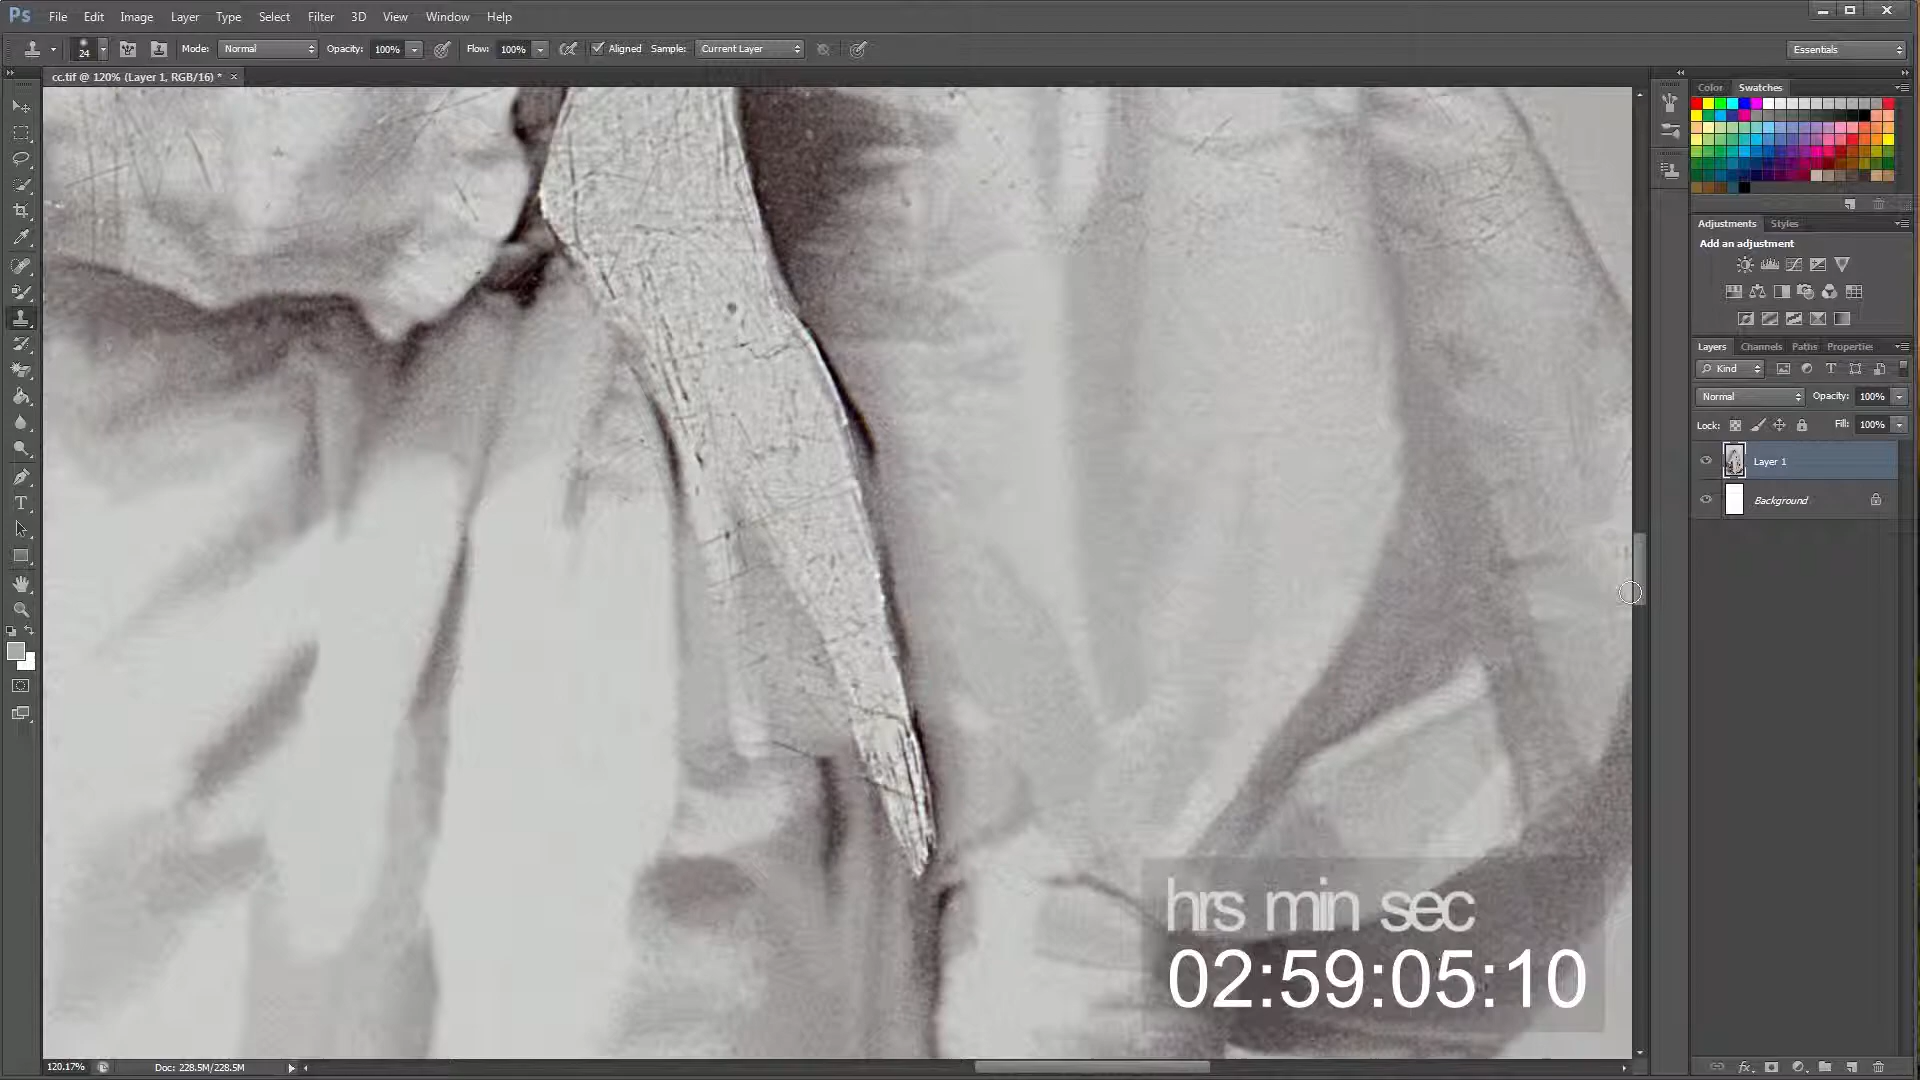 Ps File Edit Image Layer Type Select Filter 3D View Window Help
24 Mode: Normal Opacity: 100% Flow: 100% Aligned Sample: Current Layer Essentials
cc.tif @ 120% (Layer 1, RGB/16) *
Color Swatches
Adjustments Styles
Add an adjustment
Layers Channels Paths Properties
Kind
Normal Opacity: 100%
Lock: Fill: 100%
Layer 1
Background
hrs min sec
02:59:05:10
120.17% Doc: 228.5M/228.5M